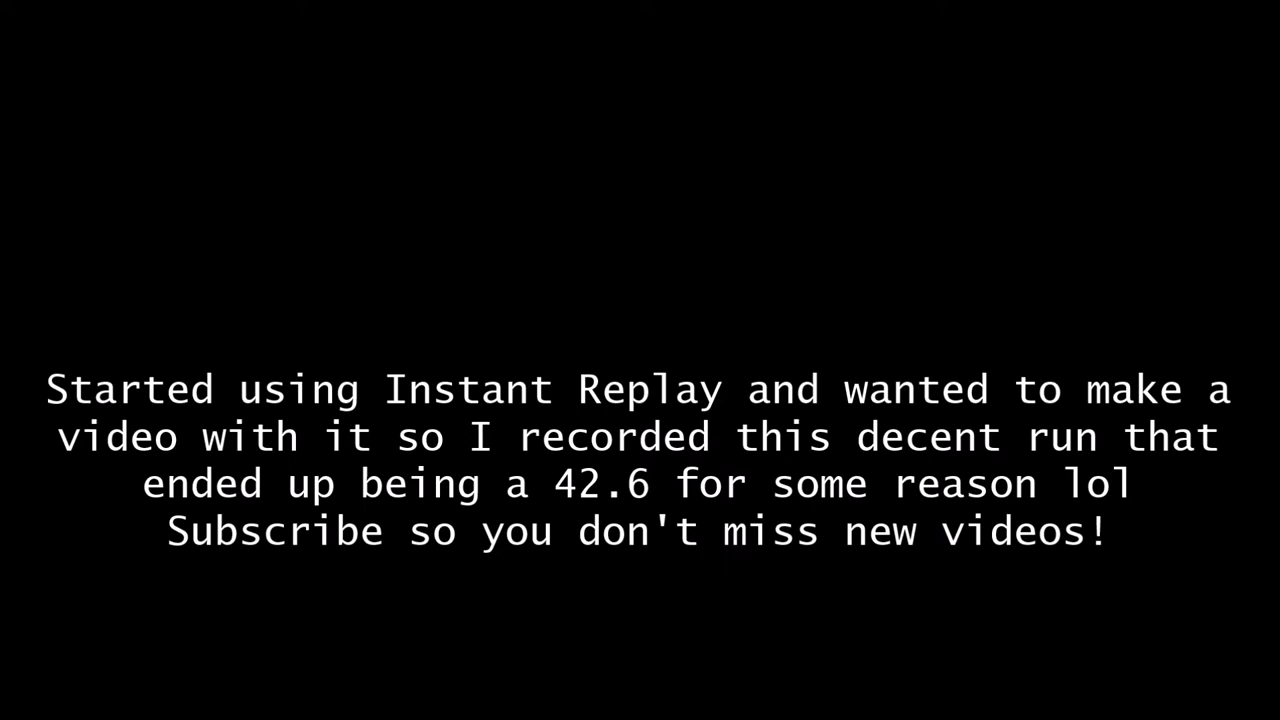 Started using Instant Replay and wanted to make a
video with it so I recorded this decent run that
ended up being a 42.6 for some reason lol
Subscribe so you don't miss new videos!